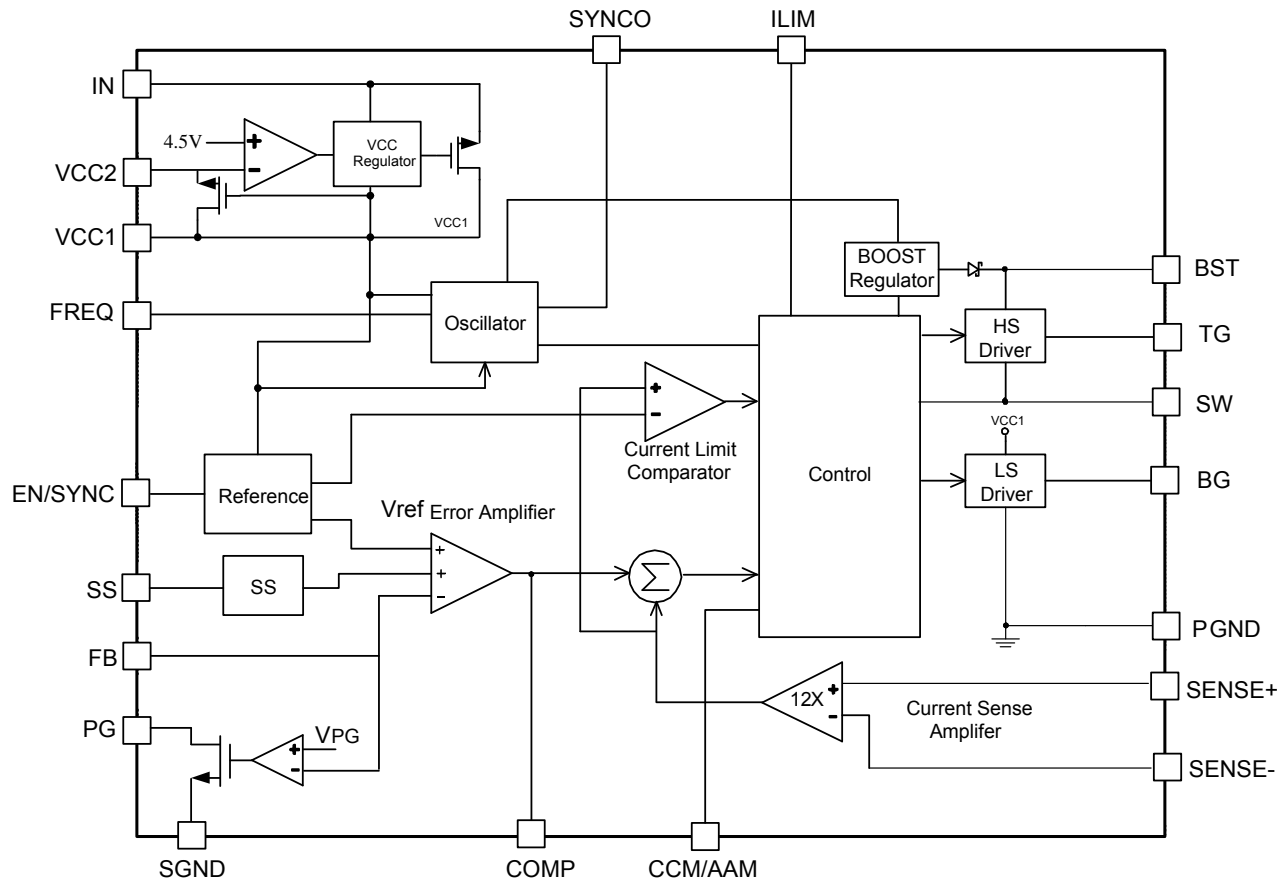 SYNCO
ILIM
IN
4.5V
+
-
VCC
Regulator
VCC2
VCC1
VCC1
FREQ
Oscillator
BOOST
Regulator
BST
HS
Driver
TG
SW
+
-
Current Limit
Comparator
Control
VCC1
LS
Driver
BG
EN/SYNC
Reference
Vref Error Amplifier
+
+
-
SS
SS
Σ
FB
PGND
PG
VPG
+
-
12X
+
-
Current Sense
Amplifer
SENSE+
SENSE-
SGND
COMP
CCM/AAM